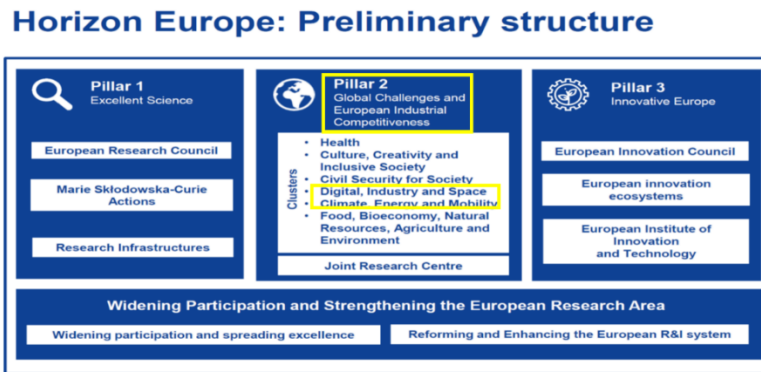 Horizon Europe: Preliminary structure
Pillar 1
Excellent Science
European Research Council
Marie Skłodowska-Curie
Actions
Research Infrastructures
Pillar 2
Global Challenges and
European Industrial
Competitiveness
Clusters
• Health
• Culture, Creativity and
Inclusive Society
• Civil Security for Society
• Digital, Industry and Space
• Climate, Energy and Mobility
• Food, Bioeconomy, Natural
Resources, Agriculture and
Environment
Joint Research Centre
Pillar 3
Innovative Europe
European Innovation Council
European innovation
ecosystems
European Institute of
Innovation
and Technology
Widening Participation and Strengthening the European Research Area
Widening participation and spreading excellence
Reforming and Enhancing the European R&I system